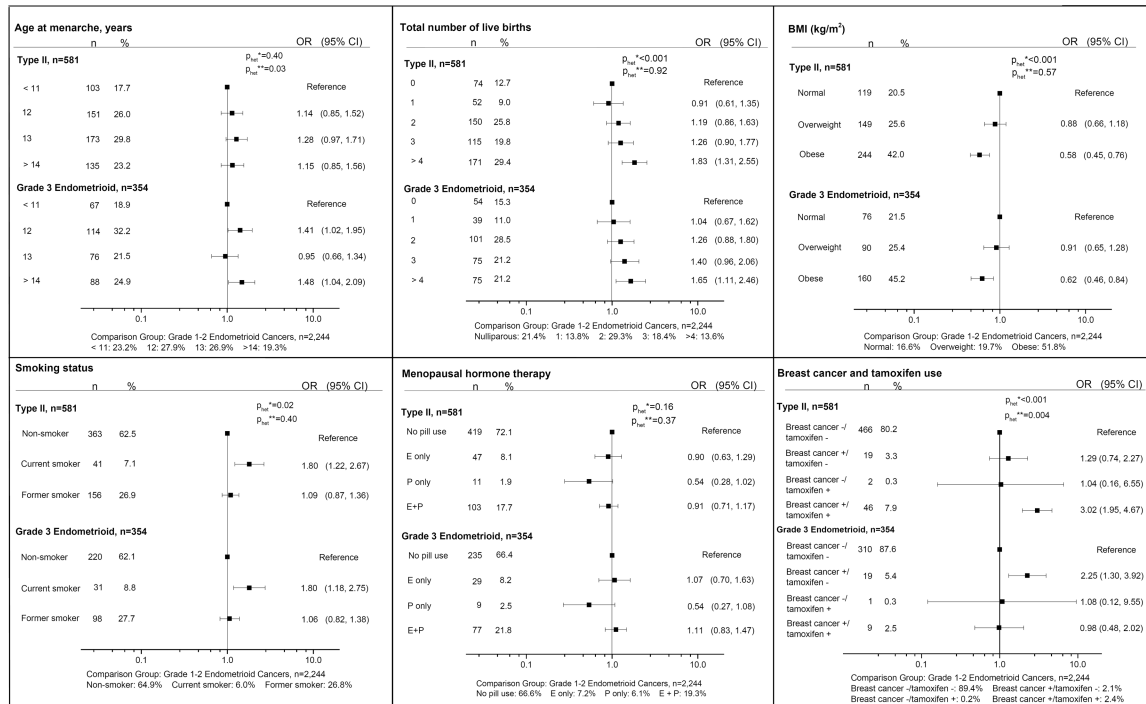 Age at menarche, years
n % OR (95% CI)
Type II, n=581
p_het*=0.40
p_het**=0.03
< 11 103 17.7 Reference
12 151 26.0 1.14 (0.85, 1.52)
13 173 29.8 1.28 (0.97, 1.71)
> 14 135 23.2 1.15 (0.85, 1.56)
Grade 3 Endometrioid, n=354
< 11 67 18.9 Reference
12 114 32.2 1.41 (1.02, 1.95)
13 76 21.5 0.95 (0.66, 1.34)
> 14 88 24.9 1.48 (1.04, 2.09)
0.1 1.0 10.0
Comparison Group: Grade 1-2 Endometrioid Cancers, n=2,244
< 11: 23.2% 12: 27.9% 13: 26.9% >14: 19.3%
Total number of live births
n % OR (95% CI)
Type II, n=581
p_het*<0.001
p_het**=0.92
0 74 12.7 Reference
1 52 9.0 0.91 (0.61, 1.35)
2 150 25.8 1.19 (0.86, 1.63)
3 115 19.8 1.26 (0.90, 1.77)
> 4 171 29.4 1.83 (1.31, 2.55)
Grade 3 Endometrioid, n=354
0 54 15.3 Reference
1 39 11.0 1.04 (0.67, 1.62)
2 101 28.5 1.26 (0.88, 1.80)
3 75 21.2 1.40 (0.96, 2.06)
> 4 75 21.2 1.65 (1.11, 2.46)
0.1 1.0 10.0
Comparison Group: Grade 1-2 Endometrioid Cancers, n=2,244
Nulliparous: 21.4% 1: 13.8% 2: 29.3% 3: 18.4% >4: 13.6%
BMI (kg/m²)
n % OR (95% CI)
p_het*<0.001
Type II, n=581
p_het**=0.57
Normal 119 20.5 Reference
Overweight 149 25.6 0.88 (0.66, 1.18)
Obese 244 42.0 0.58 (0.45, 0.76)
Grade 3 Endometrioid, n=354
Normal 76 21.5 Reference
Overweight 90 25.4 0.91 (0.65, 1.28)
Obese 160 45.2 0.62 (0.46, 0.84)
0.1 1.0 10.0
Comparison Group: Grade 1-2 Endometrioid Cancers, n=2,244
Normal: 16.6% Overweight: 19.7% Obese: 51.8%
Smoking status
n % OR (95% CI)
p_het*=0.02
Type II, n=581
p_het**=0.40
Non-smoker 363 62.5 Reference
Current smoker 41 7.1 1.80 (1.22, 2.67)
Former smoker 156 26.9 1.09 (0.87, 1.36)
Grade 3 Endometrioid, n=354
Non-smoker 220 62.1 Reference
Current smoker 31 8.8 1.80 (1.18, 2.75)
Former smoker 98 27.7 1.06 (0.82, 1.38)
0.1 1.0 10.0
Comparison Group: Grade 1-2 Endometrioid Cancers, n=2,244
Non-smoker: 64.9% Current smoker: 6.0% Former smoker: 26.8%
Menopausal hormone therapy
n % OR (95% CI)
Type II, n=581
p_het*=0.16
p_het**=0.37
No pill use 419 72.1 Reference
E only 47 8.1 0.90 (0.63, 1.29)
P only 11 1.9 0.54 (0.28, 1.02)
E+P 103 17.7 0.91 (0.71, 1.17)
Grade 3 Endometrioid, n=354
No pill use 235 66.4 Reference
E only 29 8.2 1.07 (0.70, 1.63)
P only 9 2.5 0.54 (0.27, 1.08)
E+P 77 21.8 1.11 (0.83, 1.47)
0.1 1.0 10.0
Comparison Group: Grade 1-2 Endometrioid Cancers, n=2,244
No pill use: 66.6% E only: 7.2% P only: 6.1% E + P: 19.3%
Breast cancer and tamoxifen use
n % OR (95% CI)
p_het*<0.001
Type II, n=581
p_het**=0.004
Breast cancer -/
tamoxifen - 466 80.2 Reference
Breast cancer +/
tamoxifen - 19 3.3 1.29 (0.74, 2.27)
Breast cancer -/
tamoxifen + 2 0.3 1.04 (0.16, 6.55)
Breast cancer +/
tamoxifen + 46 7.9 3.02 (1.95, 4.67)
Grade 3 Endometrioid, n=354
Breast cancer -/
tamoxifen - 310 87.6 Reference
Breast cancer +/
tamoxifen - 19 5.4 2.25 (1.30, 3.92)
Breast cancer -/
tamoxifen + 1 0.3 1.08 (0.12, 9.55)
Breast cancer +/
tamoxifen + 9 2.5 0.98 (0.48, 2.02)
0.1 1.0 10.0
Comparison Group: Grade 1-2 Endometrioid Cancers, n=2,244
Breast cancer -/tamoxifen -: 89.4% Breast cancer +/tamoxifen -: 2.1%
Breast cancer -/tamoxifen +: 0.2% Breast cancer +/tamoxifen +: 2.4%